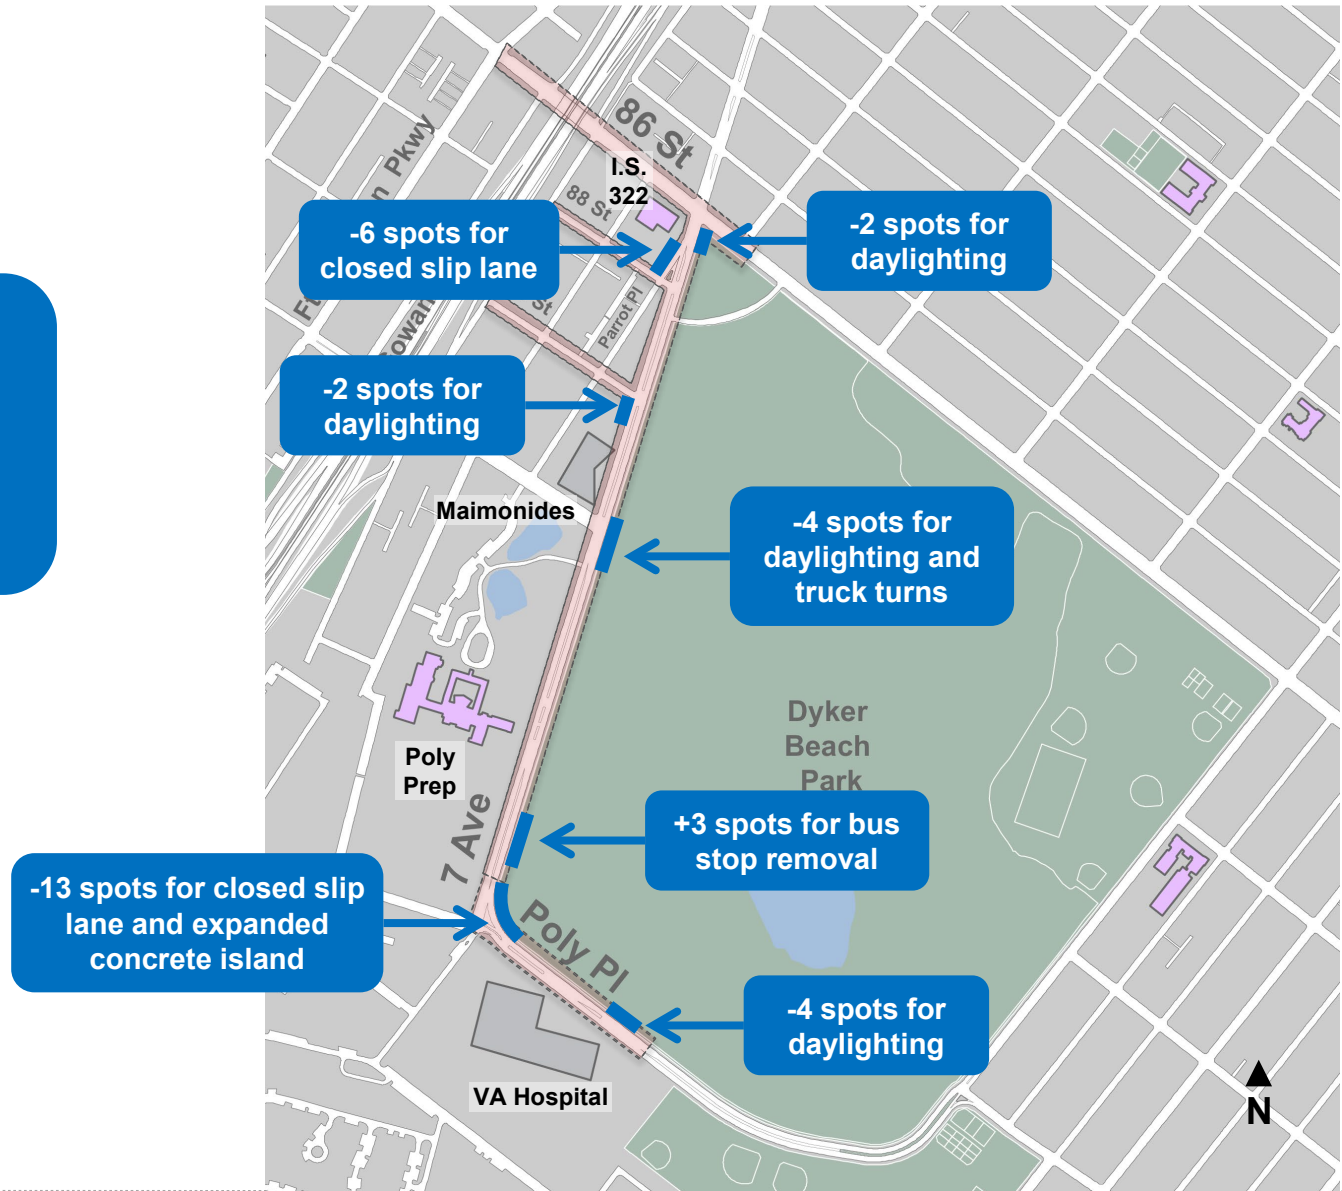 86 St
I.S.
322
88 St
-6 spots for
closed slip lane
-2 spots for
daylighting
n Pkwy
St
Parrot Pl
-2 spots for
daylighting
Maimonides
-4 spots for
daylighting and
truck turns
Poly
Prep
Dyker
Beach
Park
7 Ave
+3 spots for bus
stop removal
-13 spots for closed slip
lane and expanded
concrete island
Poly Pl
-4 spots for
daylighting
VA Hospital
N